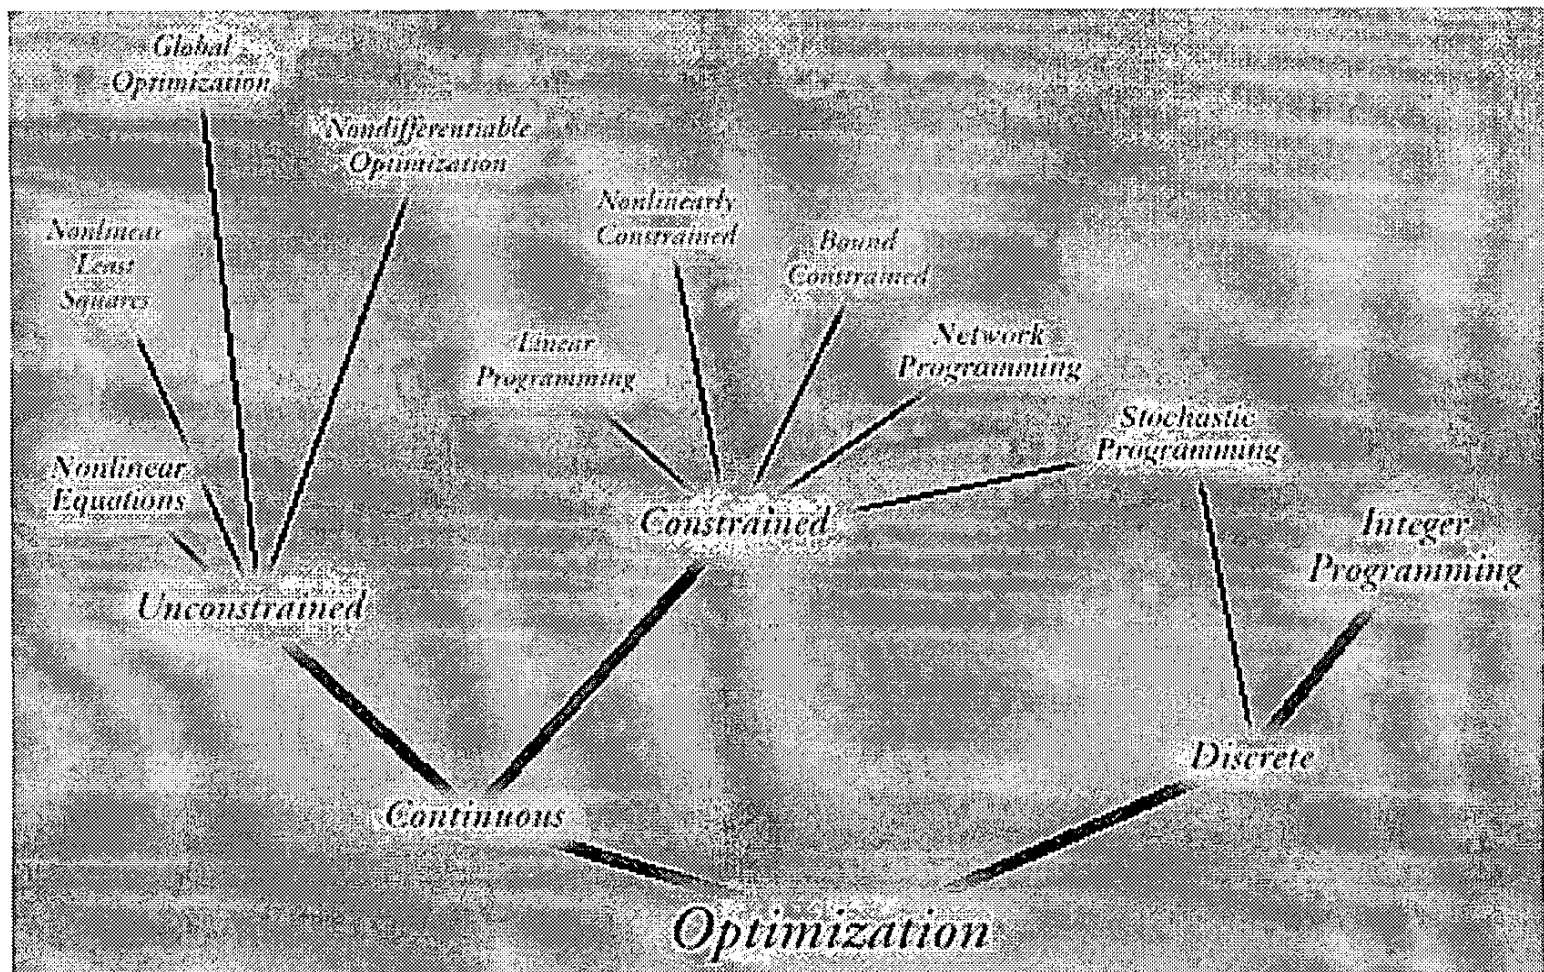 Global
Optimization
Nondifferentiable
Optimization
Nonlinearly
Constrained
Nonlinear
Least
Squares
Bound
Constrained
Linear
Programming
Network
Programming
Stochastic
Programming
Nonlinear
Equations
Constrained
Integer
Programming
Unconstrained
Discrete
Continuous
Optimization